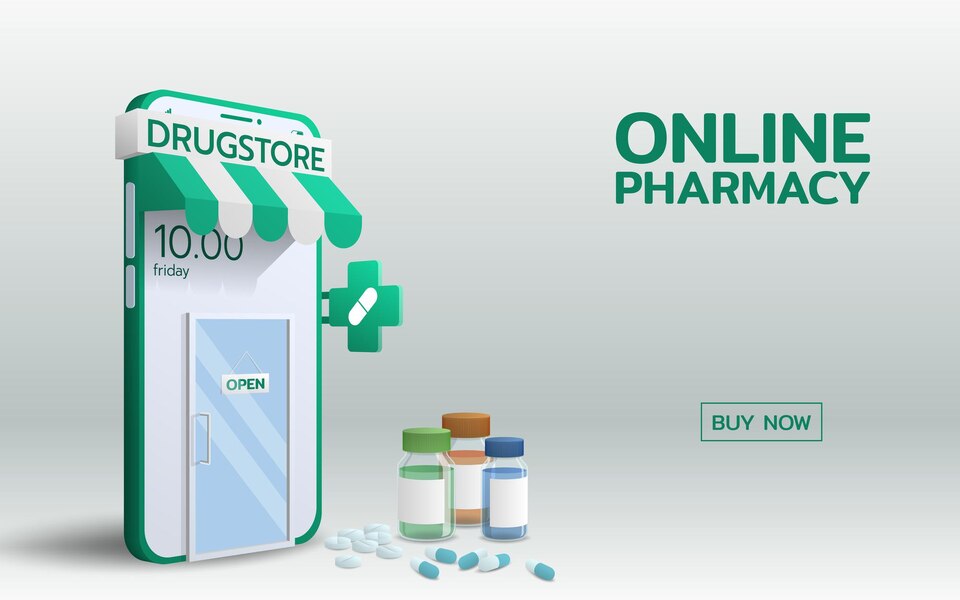 DRUGSTORE
10.00
friday
OPEN
ONLINE
PHARMACY
BUY NOW